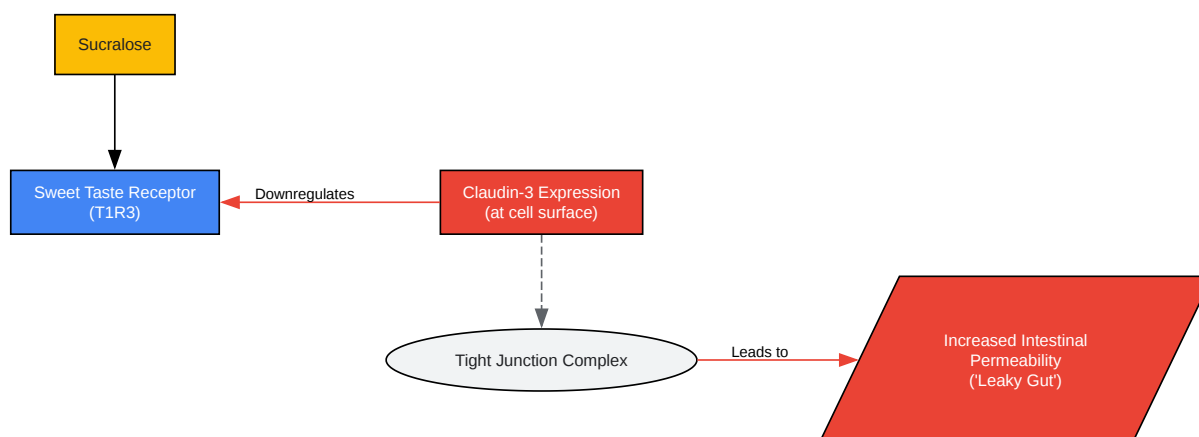 Sucralose
Sweet Taste Receptor
(T1R3)
Downregulates
Claudin-3 Expression
(at cell surface)
Tight Junction Complex
Leads to
Increased Intestinal
Permeability
('Leaky Gut')